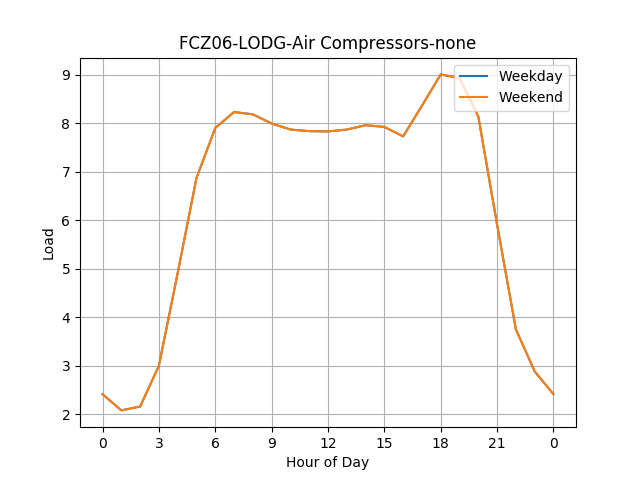 FCZ06-LODG-Air Compressors-none
Weekday
Weekend
9
8
7
6
5
4
3
2
Load
0 3 6 9 12 15 18 21 0
Hour of Day